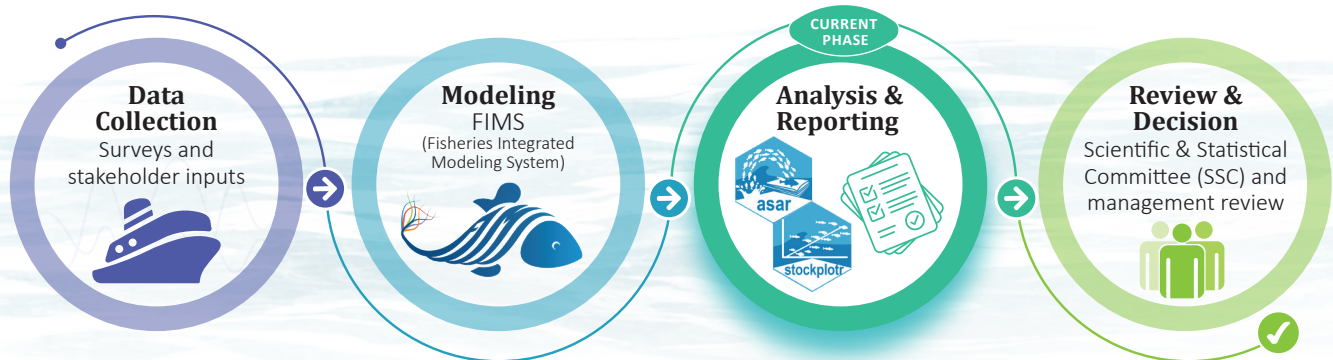 Data
Collection
Surveys and
stakeholder inputs
Modeling
FIMS
(Fisheries Integrated
Modeling System)
CURRENT
PHASE
Analysis &
Reporting
asar
stockplotr
Review &
Decision
Scientific & Statistical
Committee (SSC) and
management review